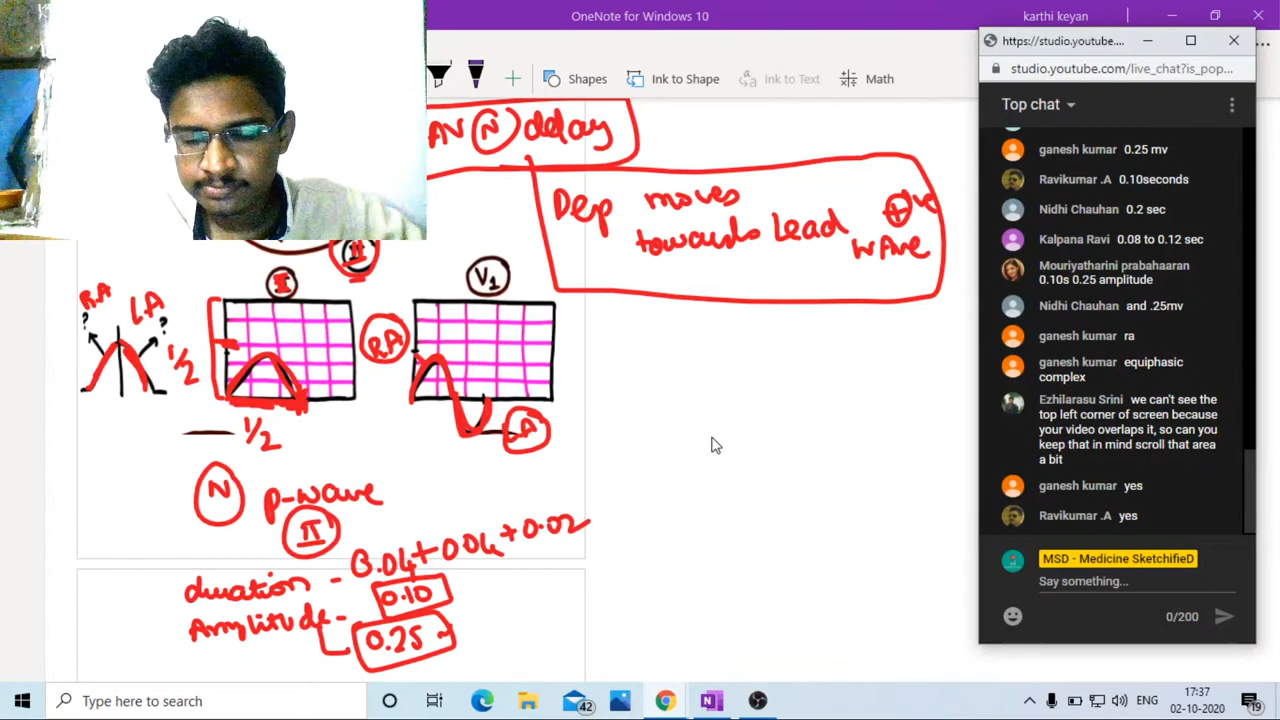 OneNote for Windows 10
karthi keyan
Shapes
Ink to Shape
Ink to Text
Math
AV N delay
Dep moves
towards Lead +ve
wAve
II
I
V1
R.A
L.A
?
?
1/2
RA
1/2
LA
N P-wave
II
duration - 0.04+0.04+0.02
0.10
Amplitude -
0.25
https://studio.youtube....
studio.youtube.com/live_chat?is_pop...
Top chat
ganesh kumar 0.25 mv
Ravikumar .A 0.10seconds
Nidhi Chauhan 0.2 sec
Kalpana Raja 0.08 to 0.12 sec
Mouriyatharini prabahaaran
0.10s 0.25 amplitude
Nidhi Chauhan and .25mv
ganesh kumar ra
ganesh kumar equiphasic
complex
Ezhilarasu Srini we can't see the
top left corner of screen because
your video overlaps it, so can you
keep that in mind scroll that area
a bit
ganesh kumar yes
Ravikumar .A yes
MSD - Medicine SketchifieD
Say something...
0/200
Type here to search
42
ENG
17:37
02-10-2020
19